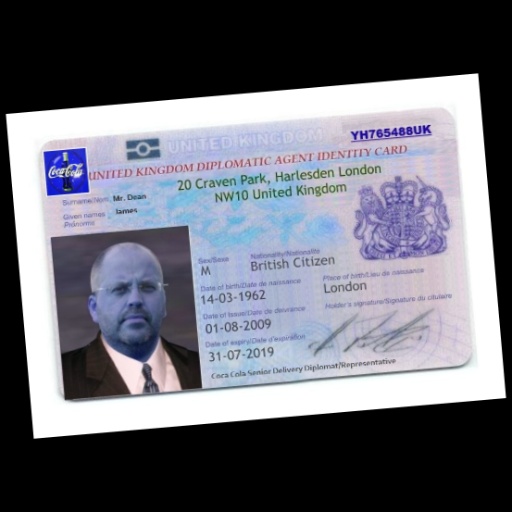 UNITED KINGDOM
YH765488UK
Coca-Cola
UNITED KINGDOM DIPLOMATIC AGENT IDENTITY CARD
20 Craven Park, Harlesden London
NW10 United Kingdom
Surname/Nom Mr. Dean
Given names James
Prénoms
Sex/Sexe
M
Nationality/Nationalité
British Citizen
Date of birth/Date de naissance
14-03-1962
Place of birth/Lieu de naissance
London
Date of issue/Date de délivrance
01-08-2009
Holder's signature/Signature du titulaire
Date of expiry/Date d'expiration
31-07-2019
Coca Cola Senior Delivery Diplomat/Representative